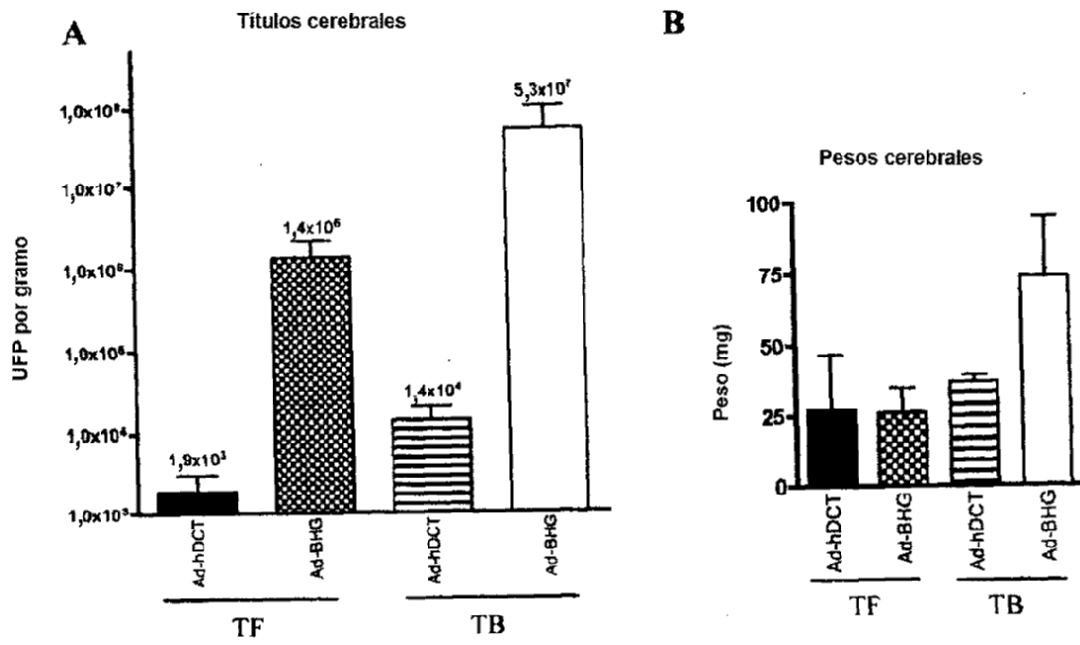 A
Títulos cerebrales
UFP por gramo
1,0x10⁸
1,0x10⁷
1,0x10⁶
1,0x10⁵
1,0x10⁴
1,0x10³
1,9x10³
1,4x10⁶
1,4x10⁴
5,3x10⁷
Ad-hDCT
Ad-BHG
Ad-hDCT
Ad-BHG
TF
TB
B
Pesos cerebrales
Peso (mg)
100
75
50
25
0
Ad-hDCT
Ad-BHG
Ad-hDCT
Ad-BHG
TF
TB